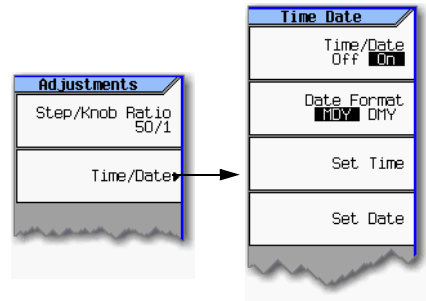 Adjustments
Step/Knob Ratio
50/1
Time/Date
Time Date
Time/Date
Off On
Date Format
MDY DMY
Set Time
Set Date